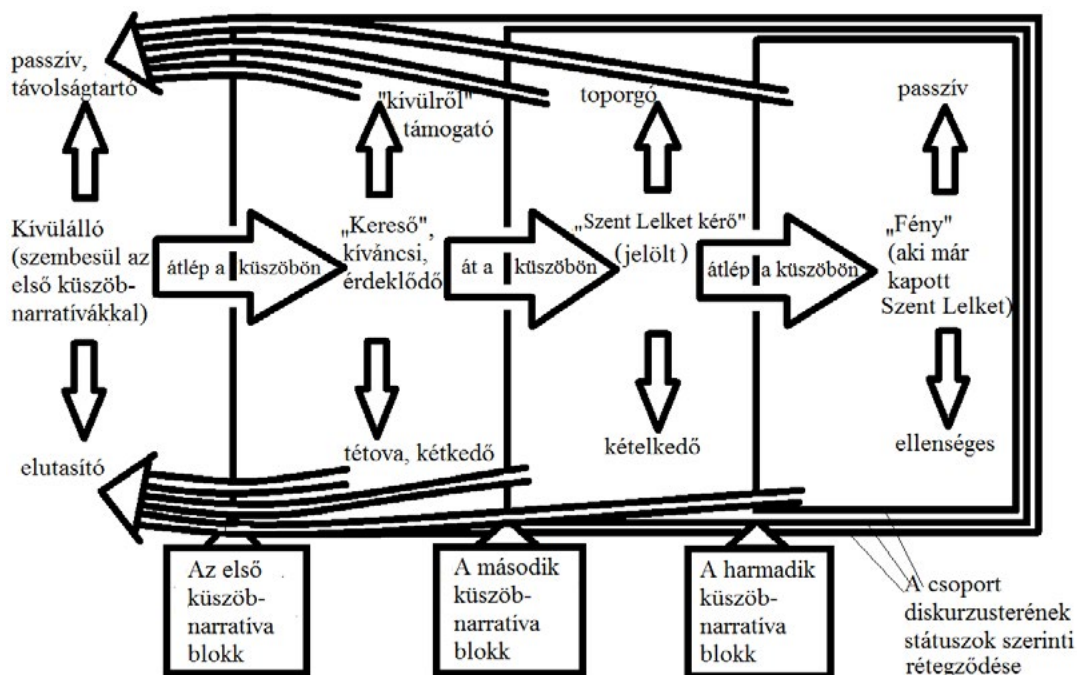 passzív,
távolságtartó
"kívülről"
támogató
toporgó
passzív
Kívülálló
(szembesül az
első küszöb-
narratívákkal)
átlép a küszöbön
„Kereső",
kíváncsi,
érdeklődő
át a küszöbön
„Szent Lelket kérő"
(jelölt )
átlép a küszöbön
„Fény"
(aki már
kapott
Szent Lelket)
elutasító
tétova, kétkedő
kételkedő
ellenséges
Az első
küszöb-
narratíva
blokk
A második
küszöb-
narratíva
blokk
A harmadik
küszöb-
narratíva
blokk
A csoport
diskurzusterének
státuszok szerinti
rétegződése